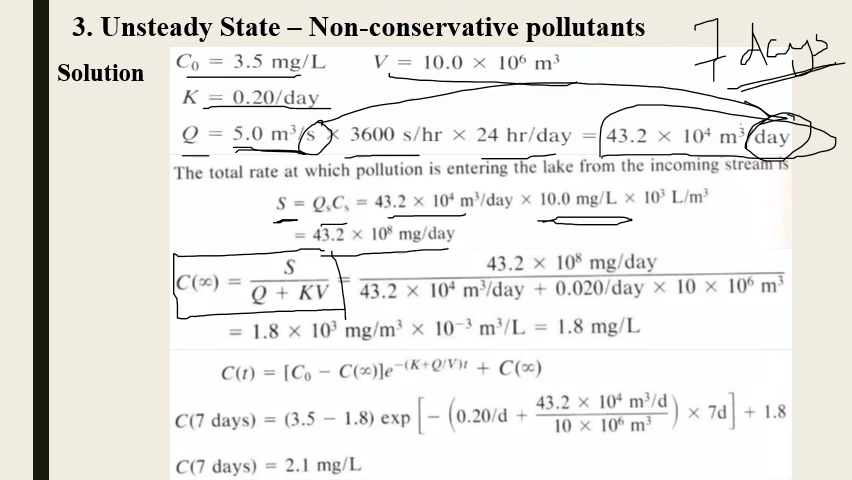 3. Unsteady State – Non-conservative pollutants
7 days
Solution
C₀ = 3.5 mg/L V = 10.0 × 10⁶ m³
K = 0.20/day
Q = 5.0 m³/s × 3600 s/hr × 24 hr/day = 43.2 × 10⁴ m³/day
The total rate at which pollution is entering the lake from the incoming stream is
S = QₛCₛ = 43.2 × 10⁴ m³/day × 10.0 mg/L × 10³ L/m³
= 43.2 × 10⁸ mg/day
C(∞) = S / (Q + KV) = 43.2 × 10⁸ mg/day / (43.2 × 10⁴ m³/day + 0.020/day × 10 × 10⁶ m³)
= 1.8 × 10³ mg/m³ × 10⁻³ m³/L = 1.8 mg/L
C(t) = [C₀ − C(∞)]e^−(K+Q/V)t + C(∞)
C(7 days) = (3.5 − 1.8) exp [− (0.20/d + 43.2 × 10⁴ m³/d / 10 × 10⁶ m³) × 7d] + 1.8
C(7 days) = 2.1 mg/L